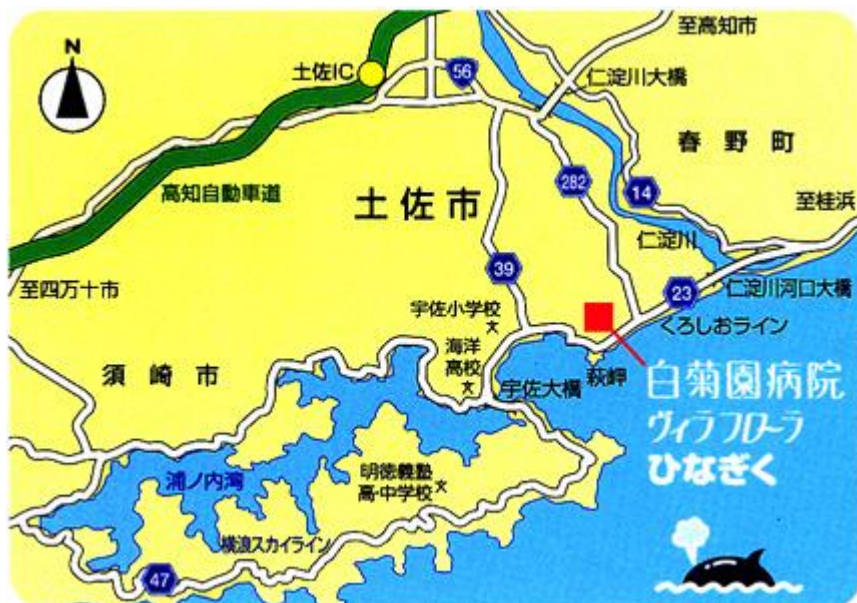 N
至高知市
土佐IC
56
仁淀川大橋
春野町
高知自動車道
土佐市
282
14
至桂浜
仁淀川
至四万十市
39
23
仁淀川河口大橋
宇佐小学校
くろしおライン
海洋
高校
須崎市
宇佐大橋
萩岬
白菊園病院
ヴィラフローラ
ひなぎく
浦ノ内湾
明徳義塾
高・中学校
横浪スカイライン
47